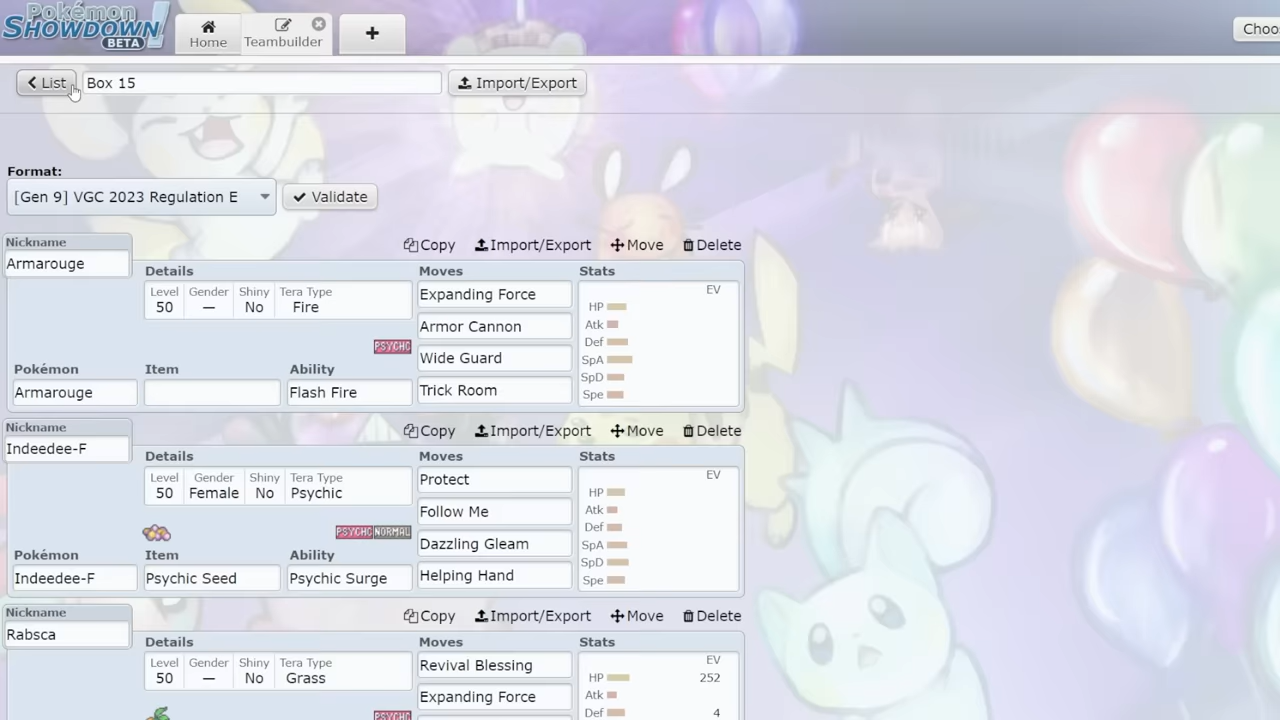 Pokémon
SHOWDOWN!
BETA
Home
Teambuilder
Choo
List
Box 15
Import/Export
Format:
[Gen 9] VGC 2023 Regulation E
Validate
Nickname
Armarouge
Copy Import/Export Move Delete
Details
Moves
Stats
Level Gender Shiny Tera Type
50 — No Fire
PSYCHC
Pokémon Item Ability
Armarouge Flash Fire
Expanding Force
Armor Cannon
Wide Guard
Trick Room
EV
HP
Atk
Def
SpA
SpD
Spe
Nickname
Indeedee-F
Copy Import/Export Move Delete
Details
Moves
Stats
Level Gender Shiny Tera Type
50 Female No Psychic
PSYCHC NORMAL
Pokémon Item Ability
Indeedee-F Psychic Seed Psychic Surge
Protect
Follow Me
Dazzling Gleam
Helping Hand
EV
HP
Atk
Def
SpA
SpD
Spe
Nickname
Rabsca
Copy Import/Export Move Delete
Details
Moves
Stats
Level Gender Shiny Tera Type
50 — No Grass
PSYCHC
Revival Blessing
Expanding Force
EV
HP 252
Atk
Def 4